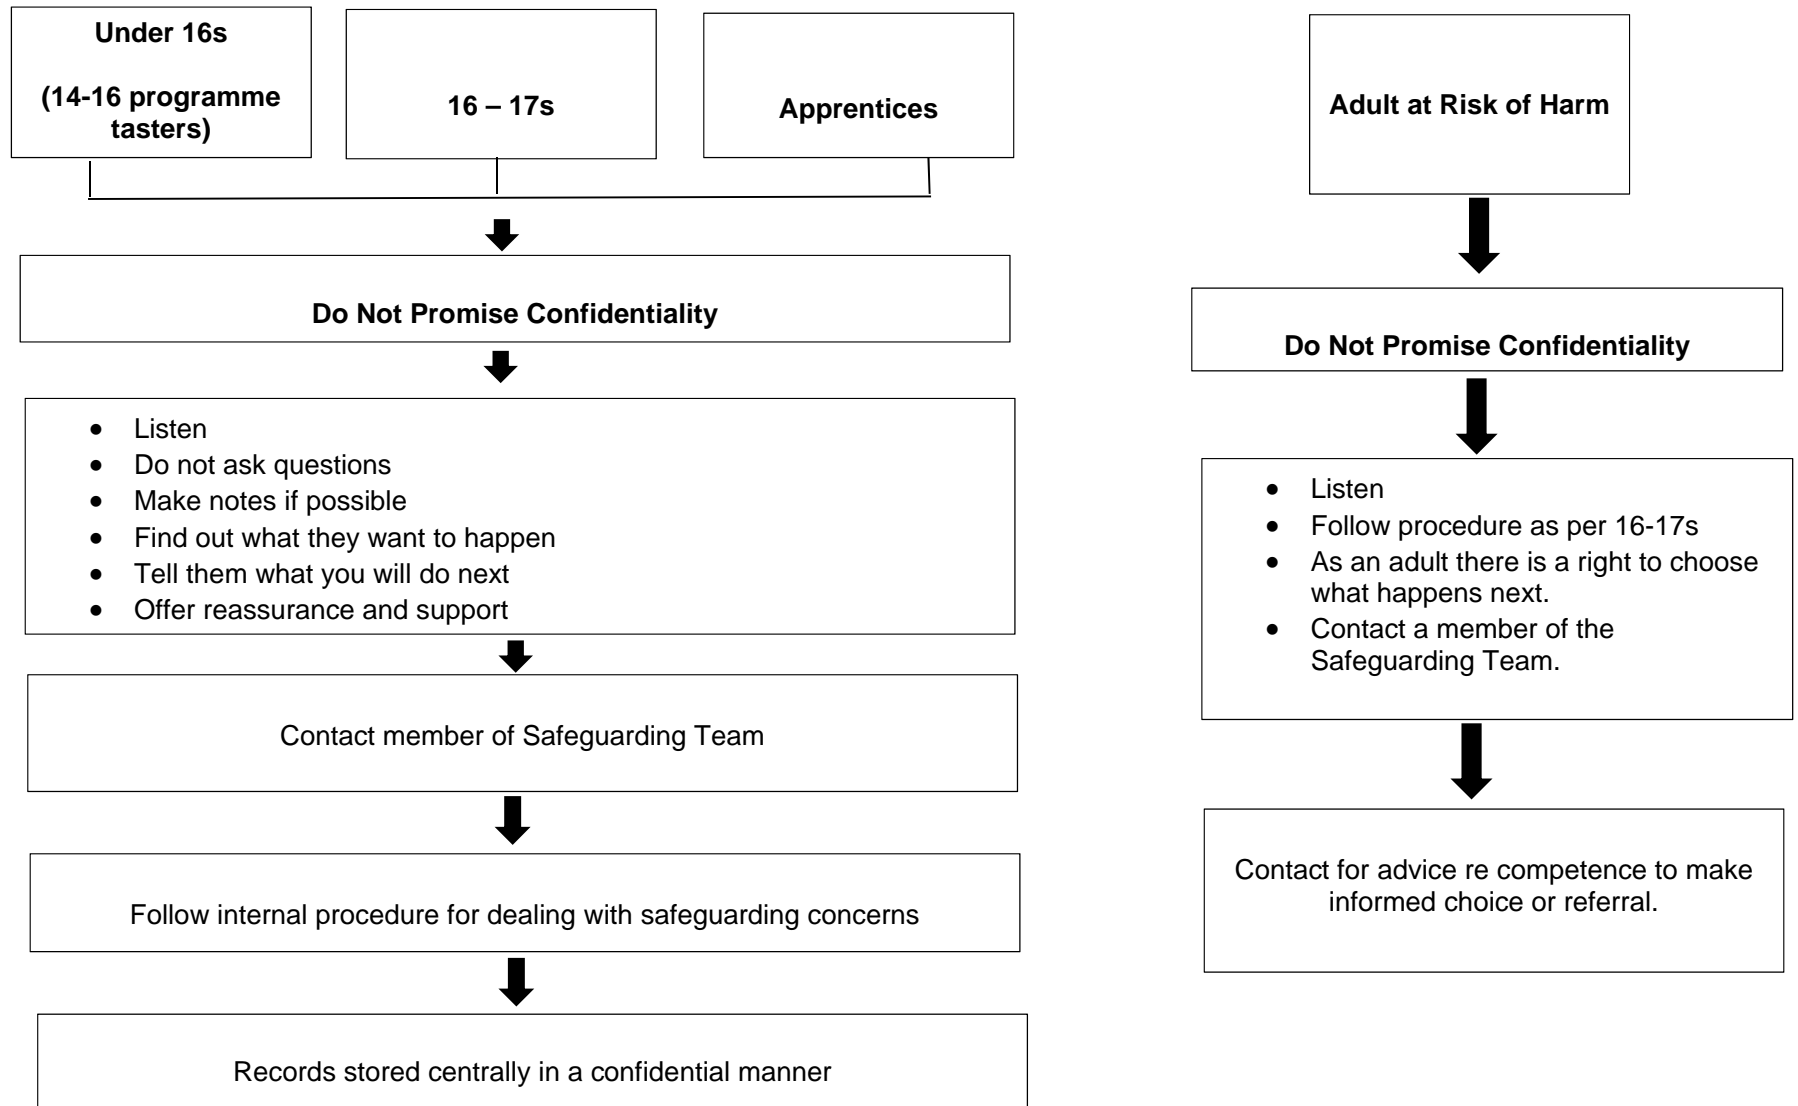 Under 16s
(14-16 programme
tasters)
16 – 17s
Apprentices
Do Not Promise Confidentiality
• Listen
• Do not ask questions
• Make notes if possible
• Find out what they want to happen
• Tell them what you will do next
• Offer reassurance and support
Contact member of Safeguarding Team
Follow internal procedure for dealing with safeguarding concerns
Records stored centrally in a confidential manner
Adult at Risk of Harm
Do Not Promise Confidentiality
• Listen
• Follow procedure as per 16-17s
• As an adult there is a right to choose
what happens next.
• Contact a member of the
Safeguarding Team.
Contact for advice re competence to make
informed choice or referral.